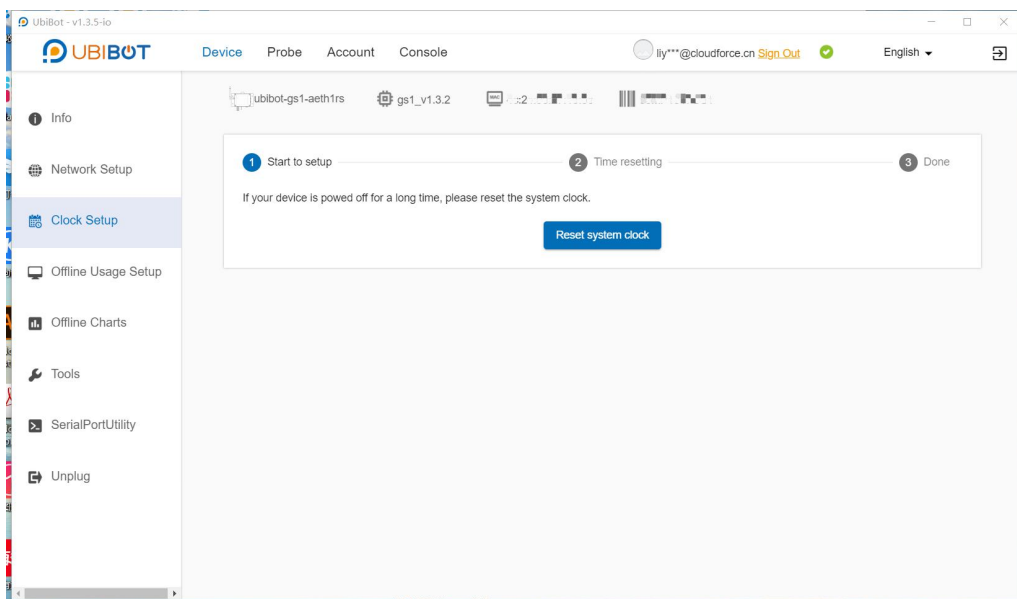 UbiBot - v1.3.5-io
UBIBOT
Device Probe Account Console liy***@cloudforce.cn Sign Out English
ubibot-gs1-aeth1rs gs1_v1.3.2
Info
Network Setup
Clock Setup
Offline Usage Setup
Offline Charts
Tools
SerialPortUtility
Unplug
1 Start to setup 2 Time resetting 3 Done
If your device is powed off for a long time, please reset the system clock.
Reset system clock